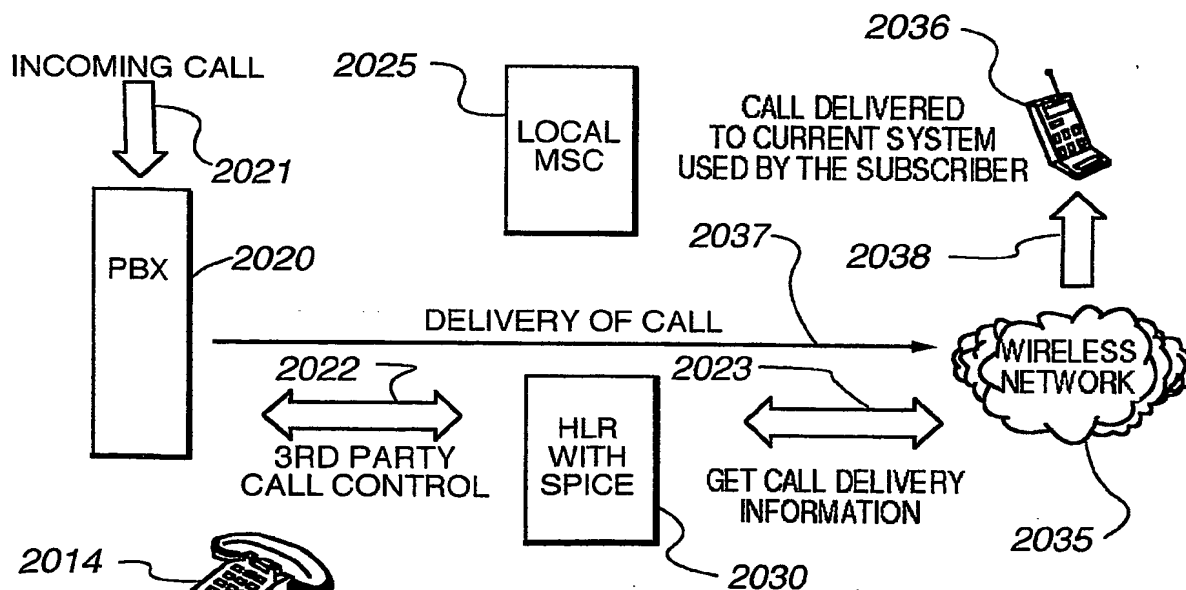 2036
INCOMING CALL
2025
LOCAL
MSC
CALL DELIVERED
TO CURRENT SYSTEM
USED BY THE SUBSCRIBER
2021
PBX
2020
2037
2038
DELIVERY OF CALL
2022
2023
WIRELESS
NETWORK
3RD PARTY
CALL CONTROL
HLR
WITH
SPICE
GET CALL DELIVERY
INFORMATION
2035
2014
2030